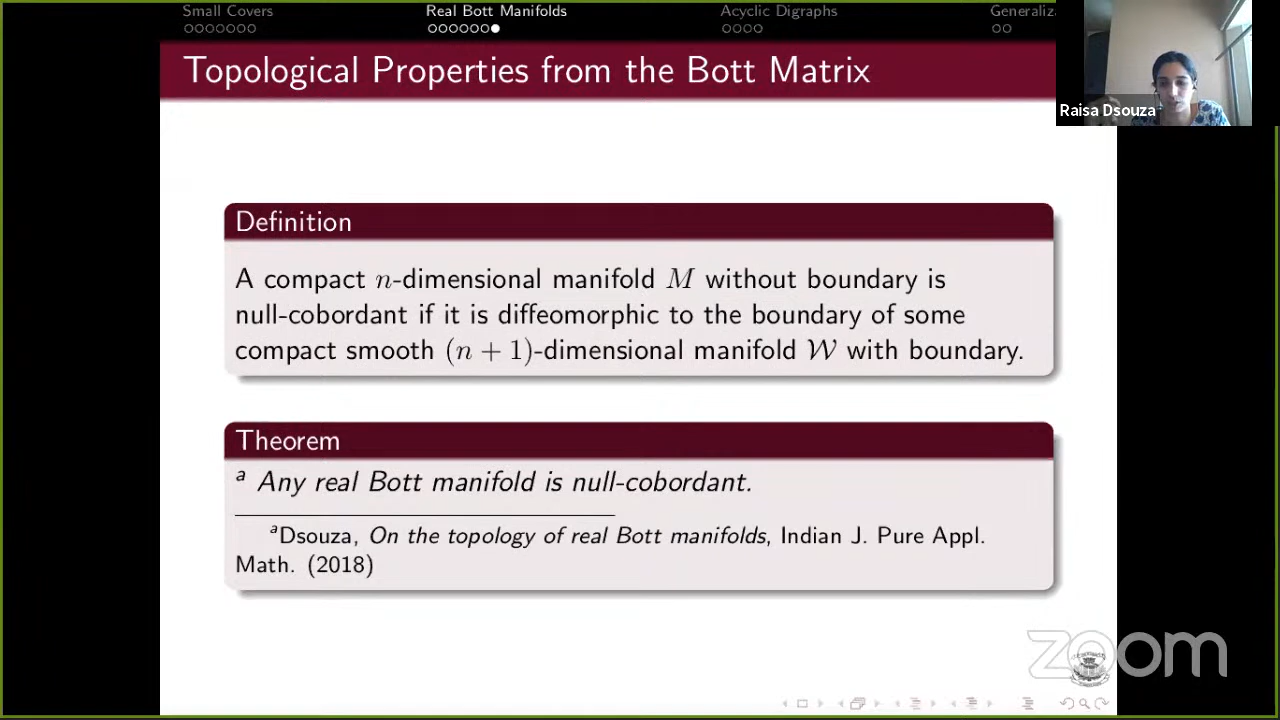 Small Covers
Real Bott Manifolds
Acyclic Digraphs
Generaliz
Topological Properties from the Bott Matrix
Raisa Dsouza
Definition
A compact n-dimensional manifold M without boundary is
null-cobordant if it is diffeomorphic to the boundary of some
compact smooth (n + 1)-dimensional manifold 𝒲 with boundary.
Theorem
ᵃ Any real Bott manifold is null-cobordant.
ᵃDsouza, On the topology of real Bott manifolds, Indian J. Pure Appl.
Math. (2018)
zoom